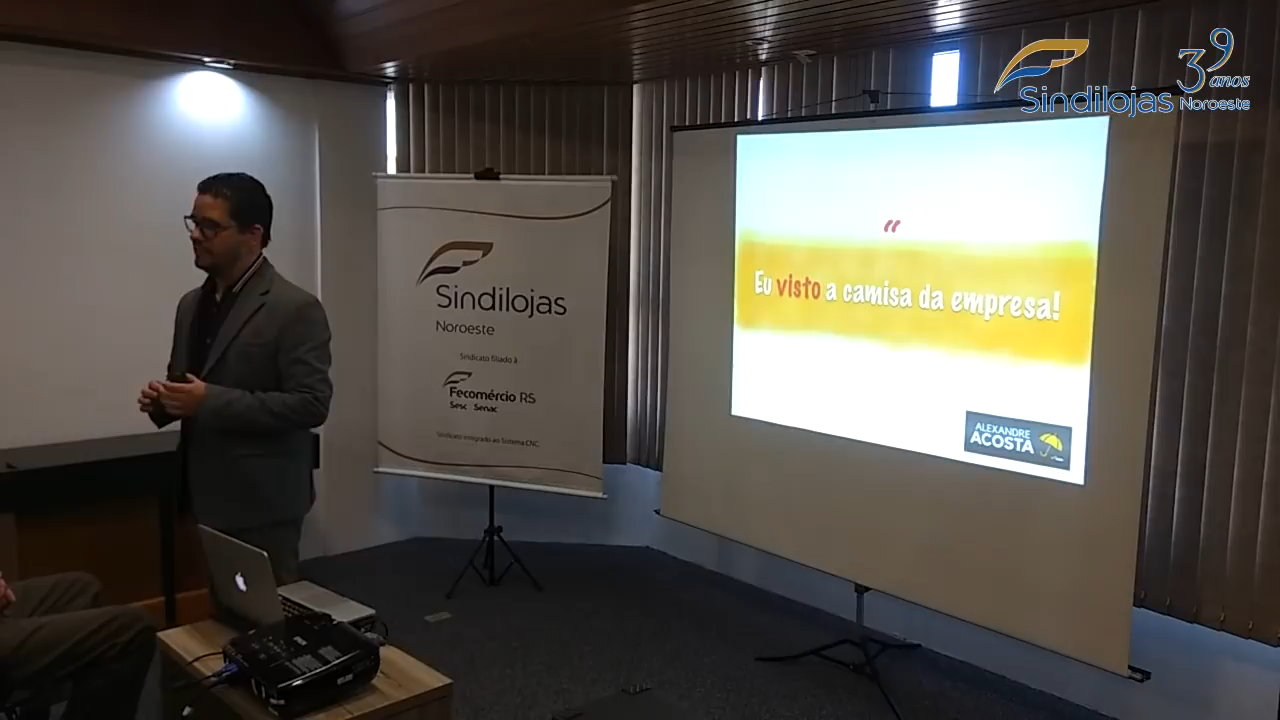 39 anos
Sindilojas Noroeste
Sindilojas
Noroeste
Sindicato filiado à
Fecomércio RS
Sesc Senac
Sindicato integrado ao Sistema CNC
“
Eu visto a camisa da empresa!
ALEXANDRE
ACOSTA